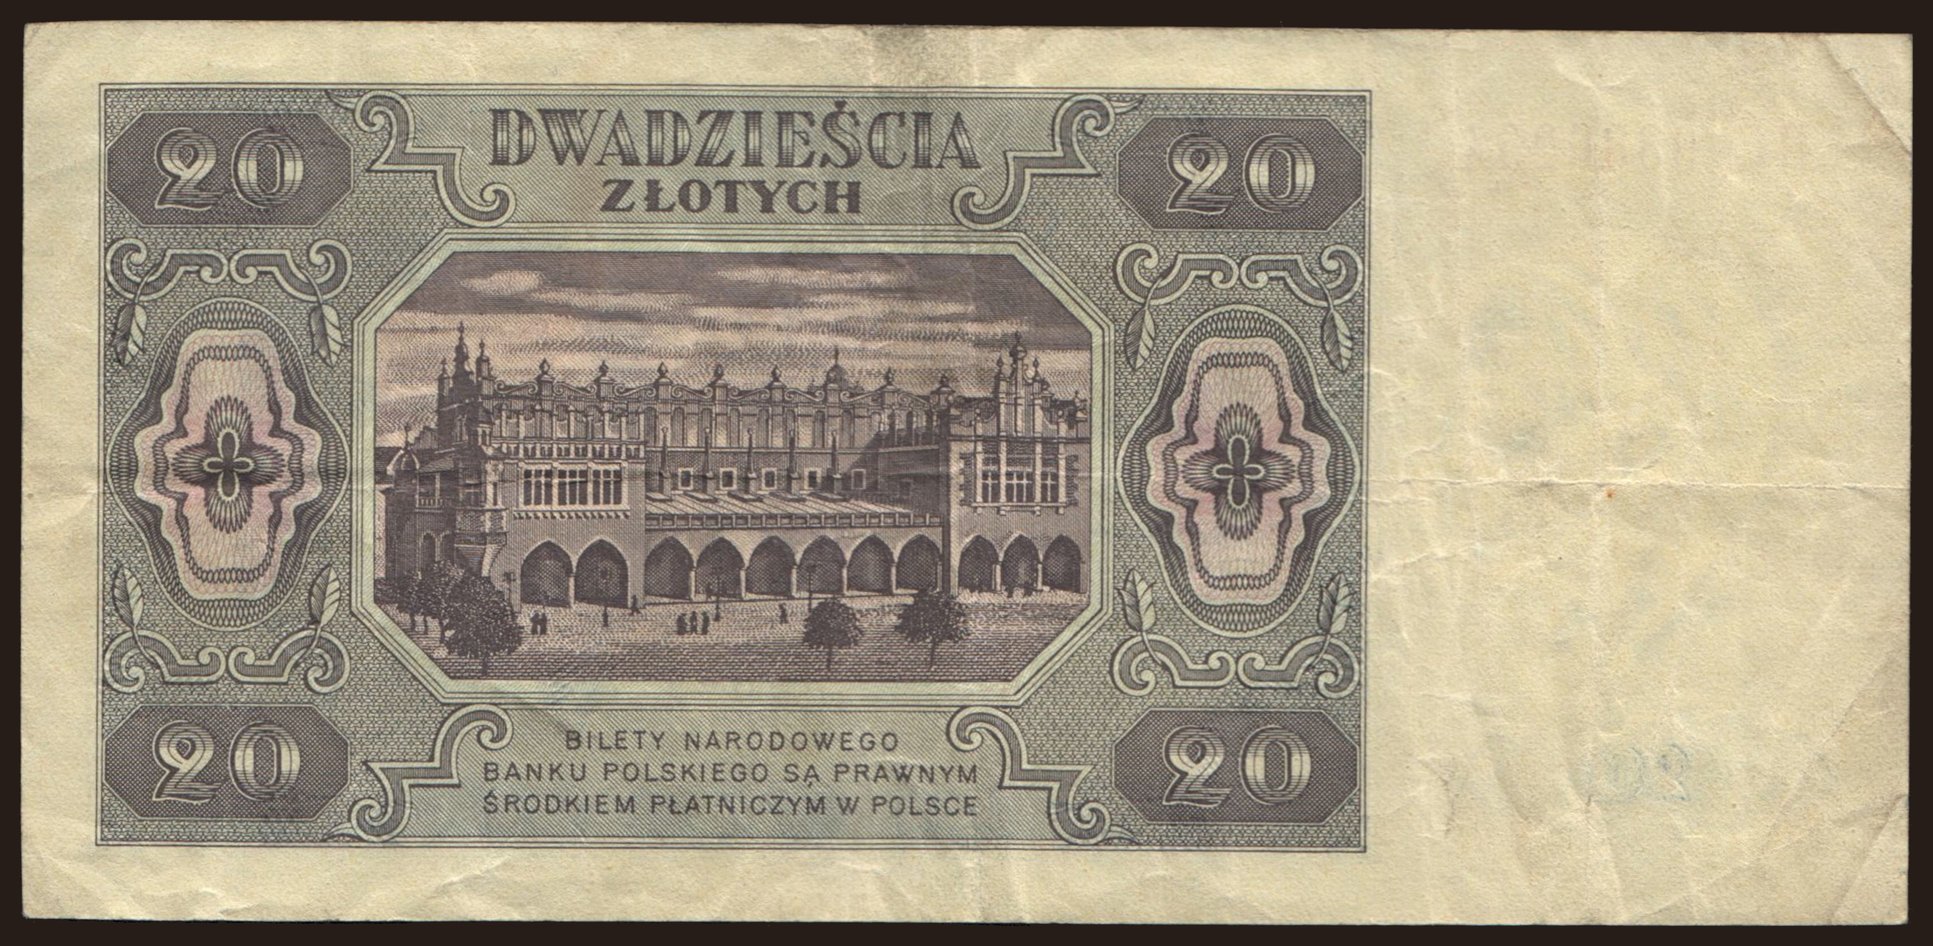 20 DWADZIEŚCIA 20
ZŁOTYCH
20 BILETY NARODOWEGO 20
BANKU POLSKIEGO SĄ PRAWNYM
ŚRODKIEM PŁATNICZYM W POLSCE